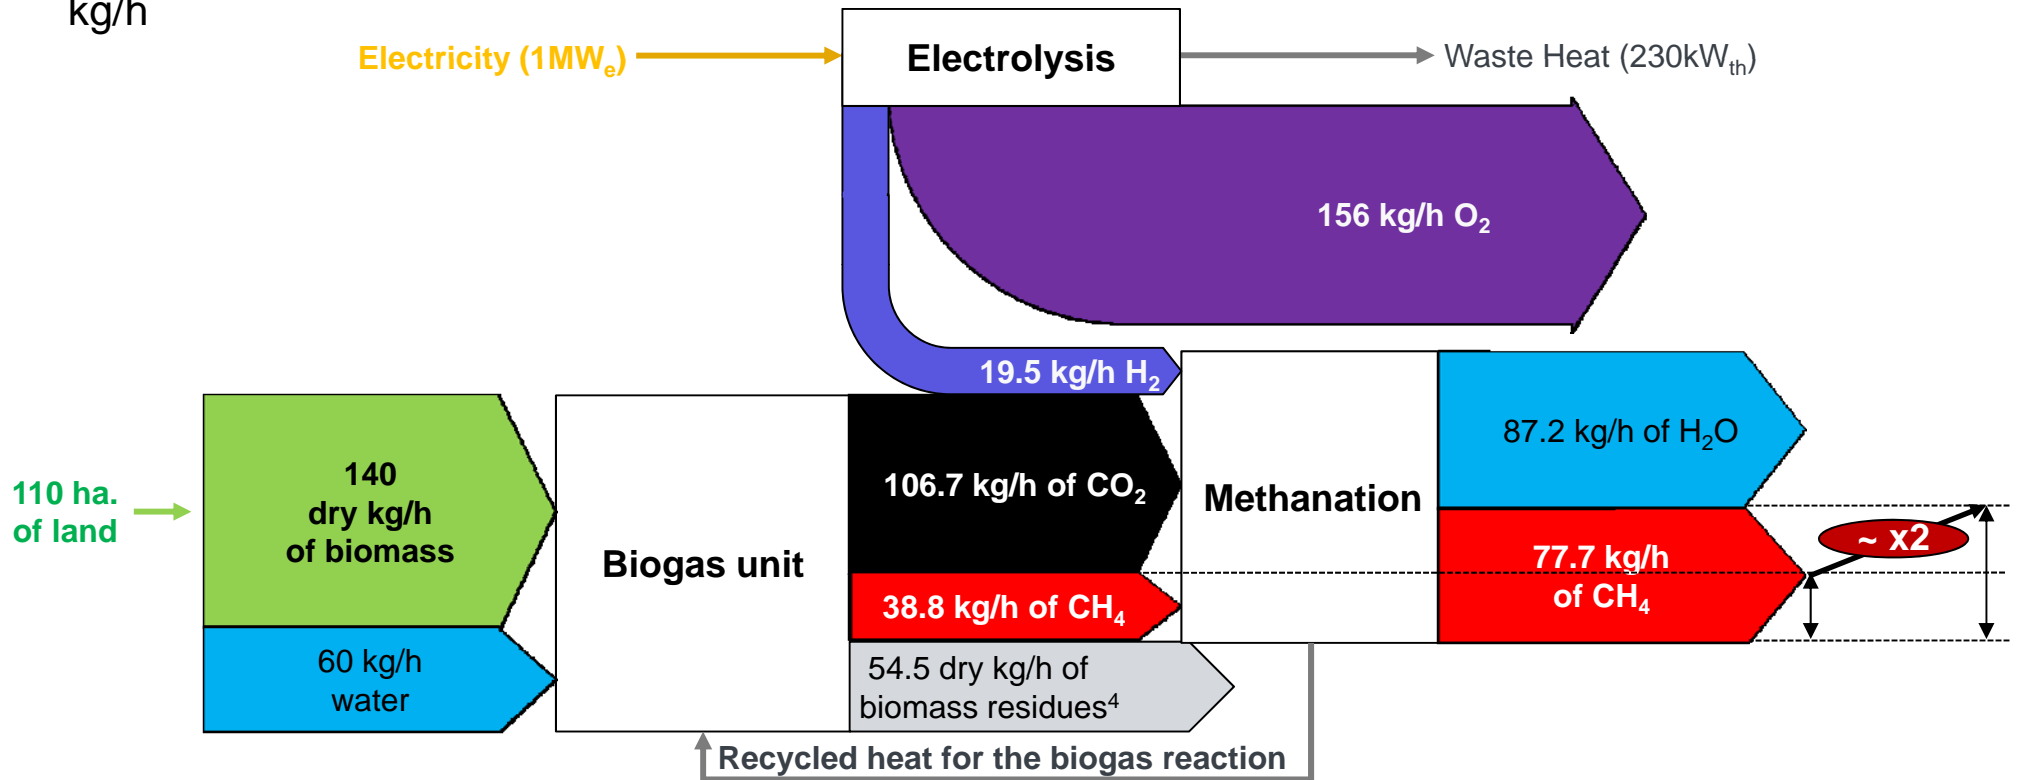 kg/h
Electricity (1MWₑ)
Electrolysis
Waste Heat (230kWₜₕ)
156 kg/h O₂
19.5 kg/h H₂
110 ha.
of land
140
dry kg/h
of biomass
60 kg/h
water
Biogas unit
106.7 kg/h of CO₂
38.8 kg/h of CH₄
54.5 dry kg/h of
biomass residues⁴
Methanation
87.2 kg/h of H₂O
77.7 kg/h
of CH₄
~ x2
Recycled heat for the biogas reaction